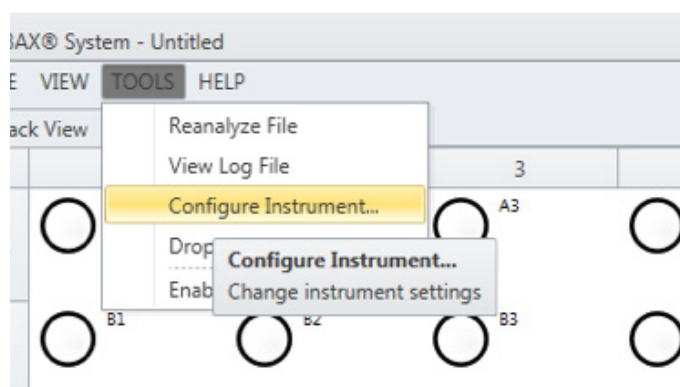 BAX® System - Untitled
VIEW TOOLS HELP
View
Reanalyze File
View Log File
3
Configure Instrument...
A3
Drop
Configure Instrument...
Enab
Change instrument settings
B1 B2 B3